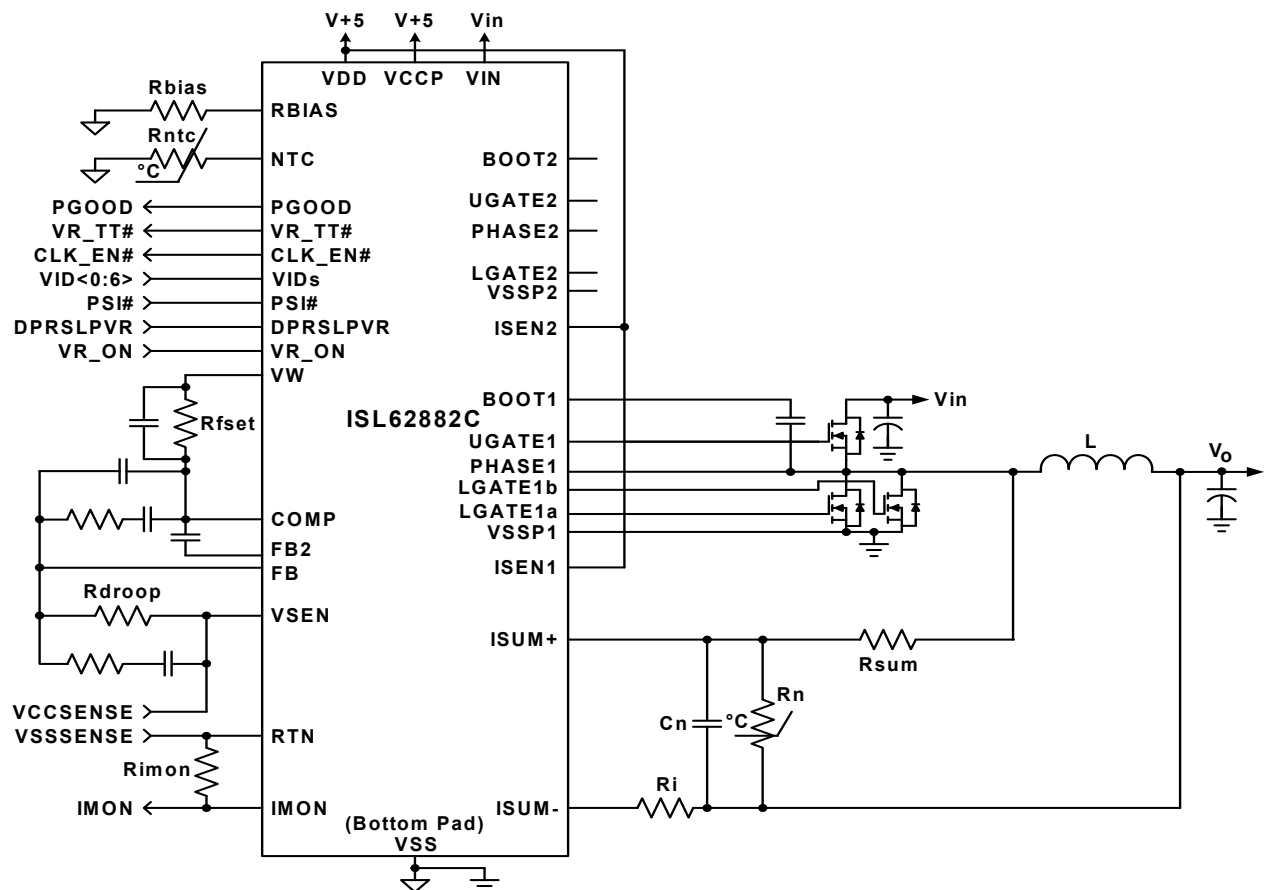 V+5 V+5 Vin
VDD VCCP VIN
Rbias
RBIAS
Rntc
°C
NTC
PGOOD PGOOD
VR_TT# VR_TT#
CLK_EN# CLK_EN#
VID<0:6> VIDs
PSI# PSI#
DPRSLPVR DPRSLPVR
VR_ON VR_ON
VW
Rfset
COMP
FB2
FB
Rdroop
VSEN
VCCSENSE
VSSSENSE RTN
Rimon
IMON IMON
ISL62882C
(Bottom Pad)
VSS
BOOT2
UGATE2
PHASE2
LGATE2
VSSP2
ISEN2
BOOT1
UGATE1
PHASE1
LGATE1b
LGATE1a
VSSP1
ISEN1
ISUM+
ISUM-
Vin
L
Vo
Rsum
Rn
Cn
°C
Ri